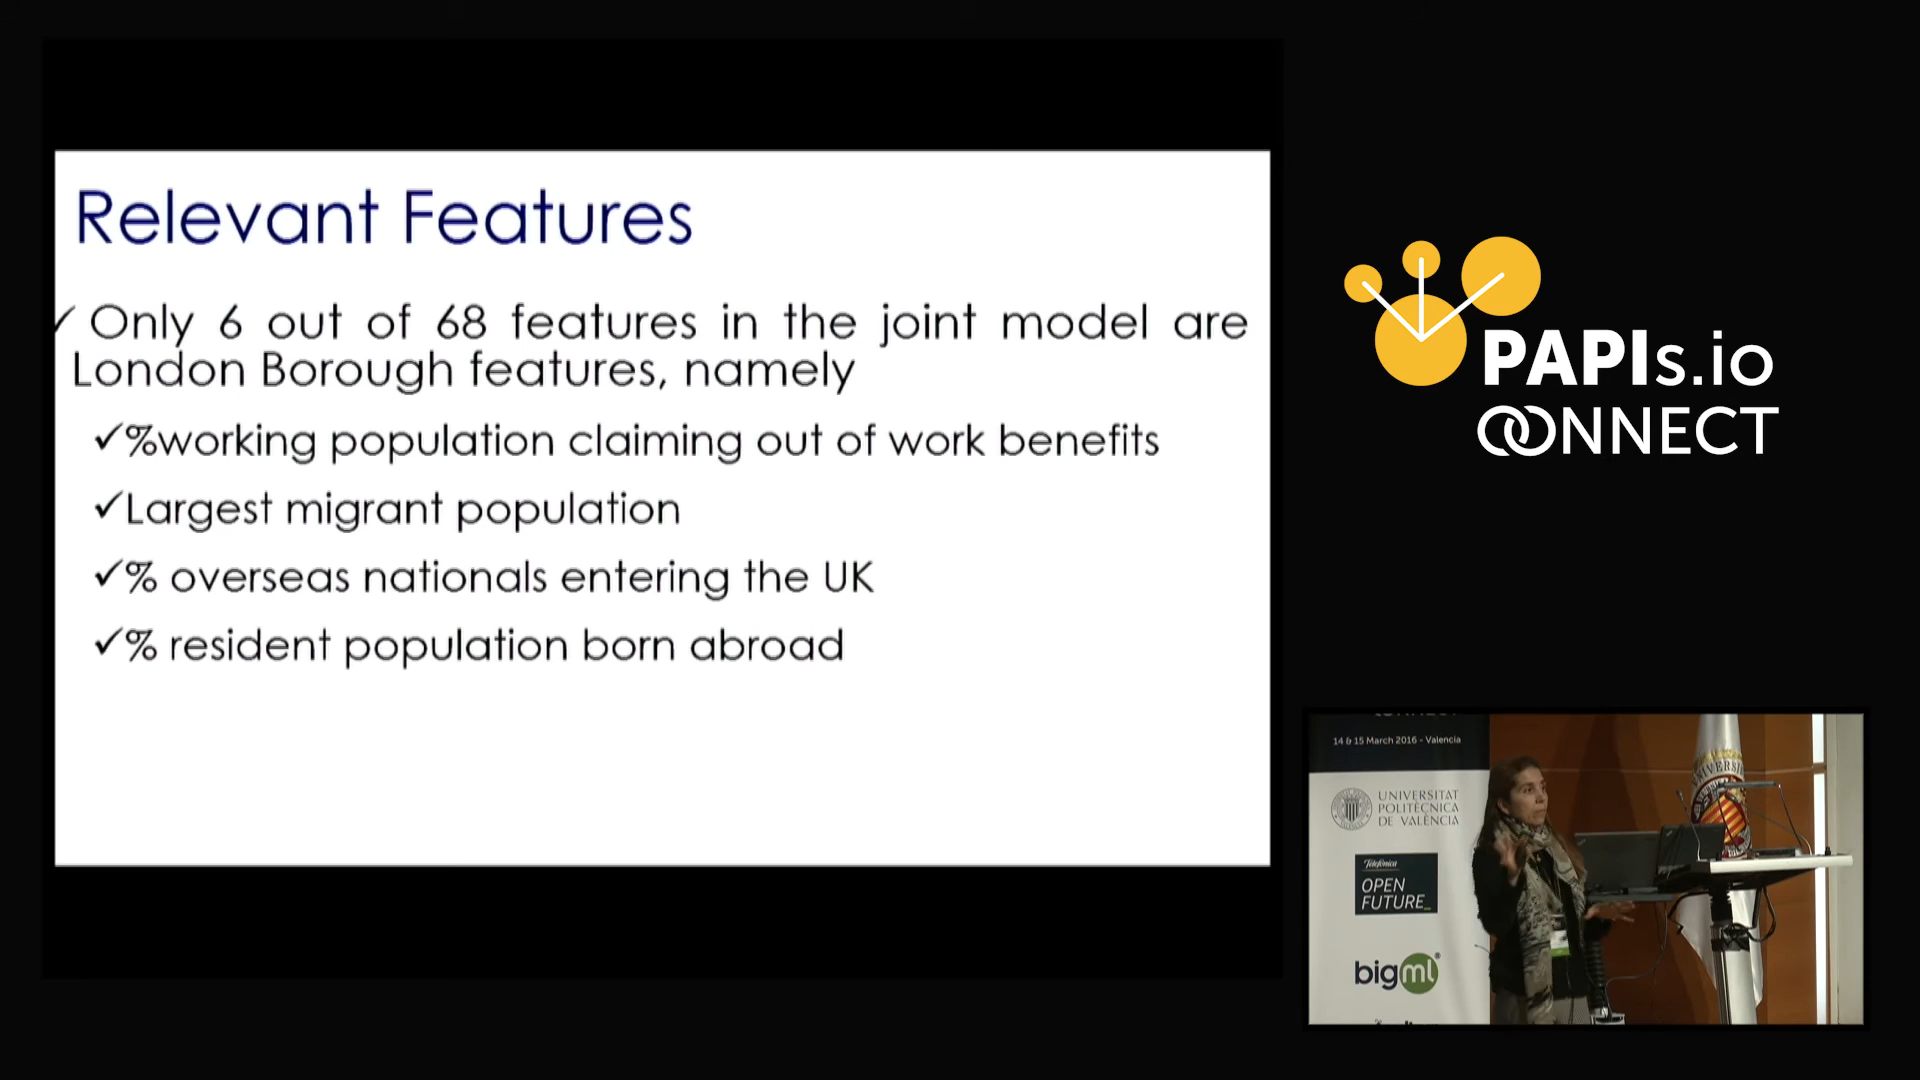 Relevant Features
✓ Only 6 out of 68 features in the joint model are
London Borough features, namely
✓%working population claiming out of work benefits
✓Largest migrant population
✓% overseas nationals entering the UK
✓% resident population born abroad
PAPIs.io
CONNECT
14 & 15 March 2016 - Valencia
UNIVERSITAT
POLITÈCNICA
DE VALÈNCIA
Telefónica
OPEN
FUTURE_
bigml